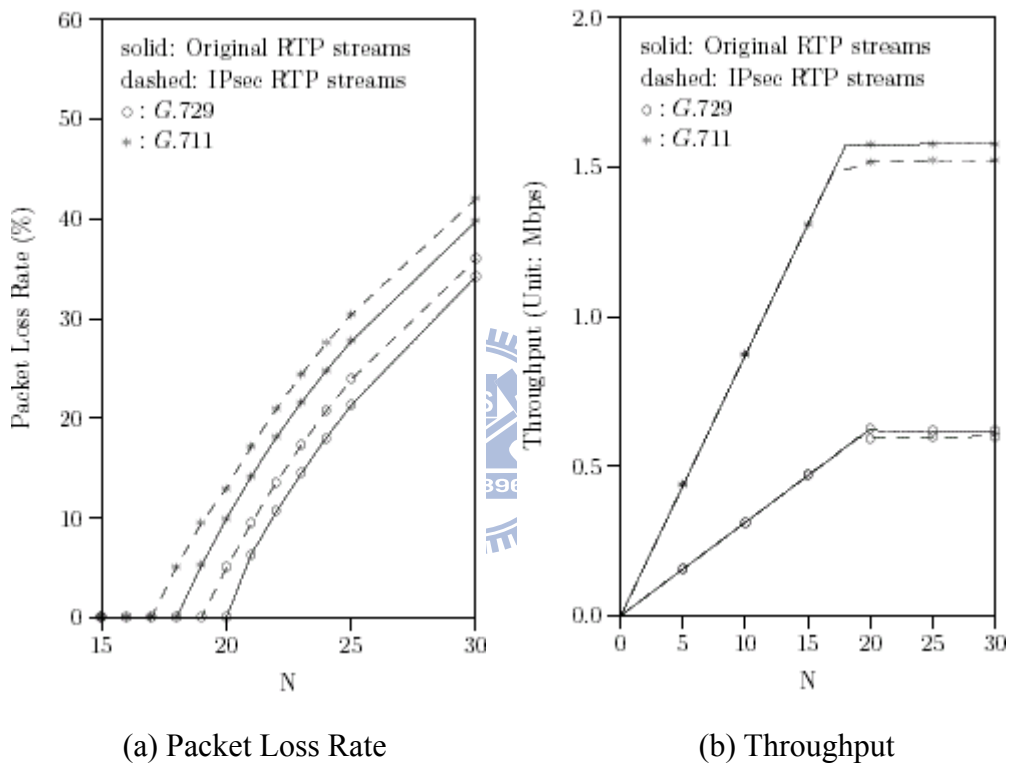 60
50
40
30
20
10
0
15
20
25
30
Packet Loss Rate (%)
N
solid: Original RTP streams
dashed: IPsec RTP streams
○ : G.729
* : G.711
2.0
1.5
1.0
0.5
0.0
0
5
10
15
20
25
30
Throughput (Unit: Mbps)
N
solid: Original RTP streams
dashed: IPsec RTP streams
○ : G.729
* : G.711
(a) Packet Loss Rate
(b) Throughput